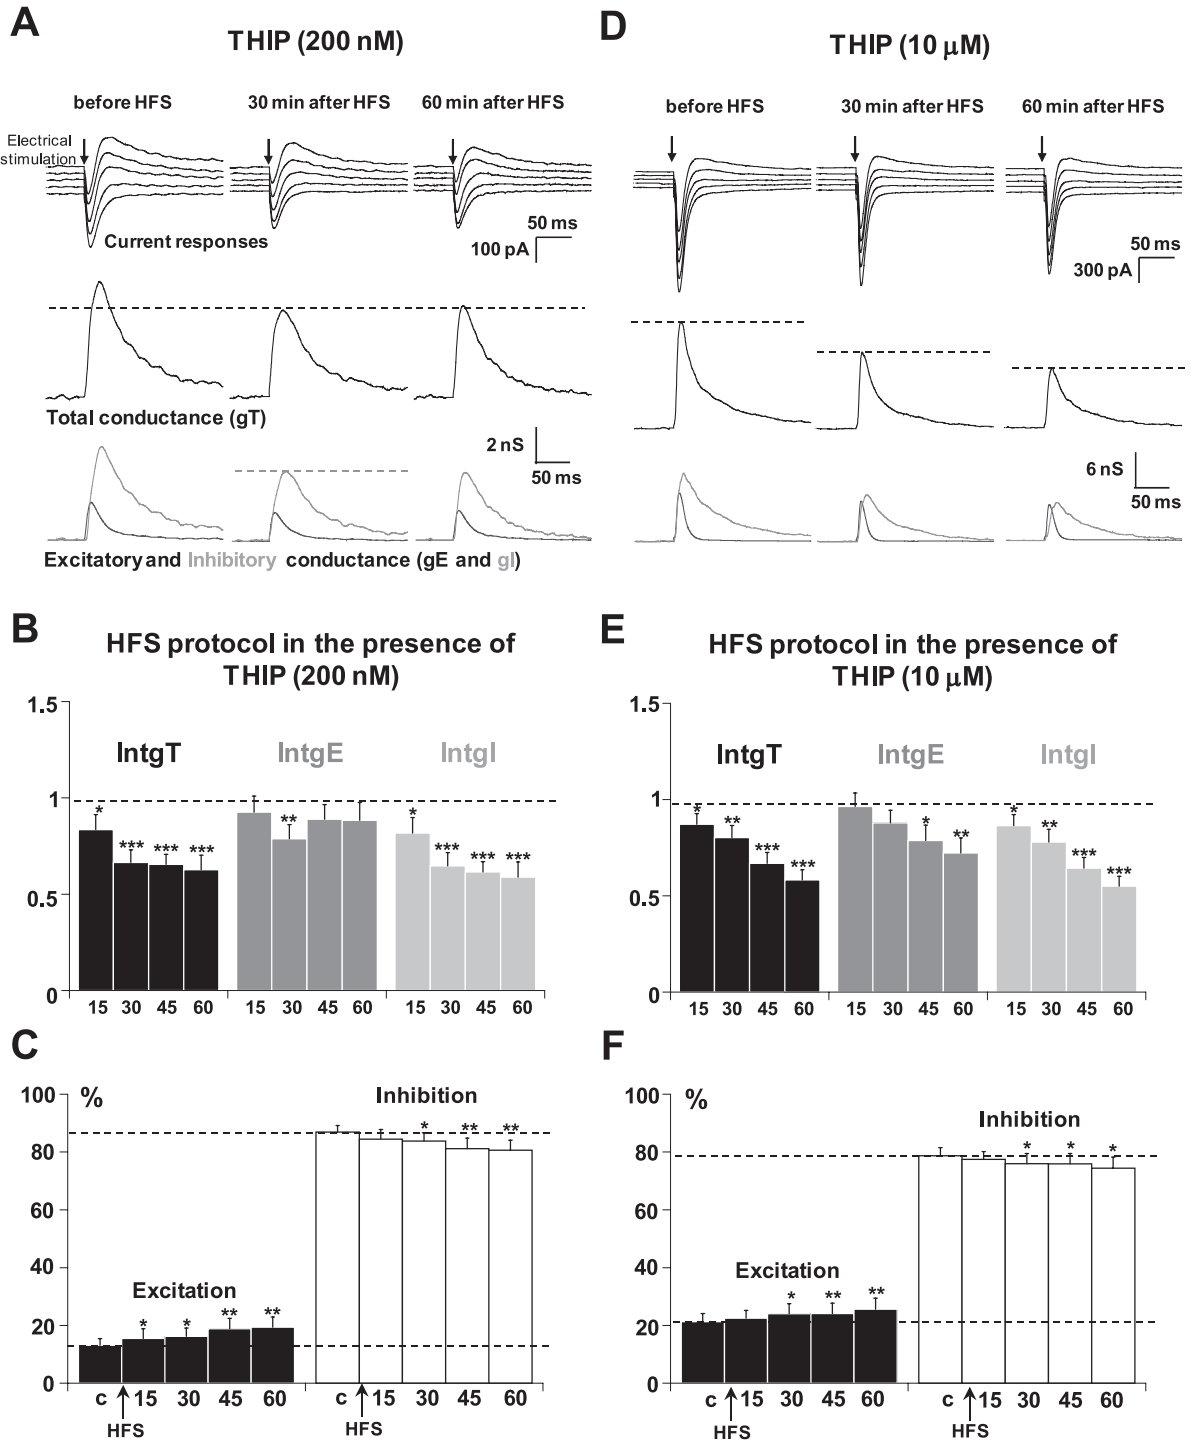 A
THIP (200 nM)
before HFS
30 min after HFS
60 min after HFS
Electrical
stimulation
50 ms
100 pA
Current responses
Total conductance (gT)
2 nS
50 ms
Excitatory and Inhibitory conductance (gE and gI)
B
HFS protocol in the presence of
THIP (200 nM)
1.5
IntgT
IntgE
IntgI
1
* *** *** ***
**
* *** *** ***
0.5
0
15 30 45 60
15 30 45 60
15 30 45 60
C
100
%
Inhibition
* ** **
80
60
40
Excitation
* * ** **
20
0
c 15 30 45 60
c 15 30 45 60
HFS
HFS
D
THIP (10 µM)
before HFS
30 min after HFS
60 min after HFS
50 ms
300 pA
6 nS
50 ms
E
HFS protocol in the presence of
THIP (10 µM)
1.5
IntgT
IntgE
IntgI
1
* ** *** ***
* **
* ** *** ***
0.5
0
15 30 45 60
15 30 45 60
15 30 45 60
F
100
%
Inhibition
* * *
80
60
40
Excitation
* ** **
20
0
c 15 30 45 60
c 15 30 45 60
HFS
HFS